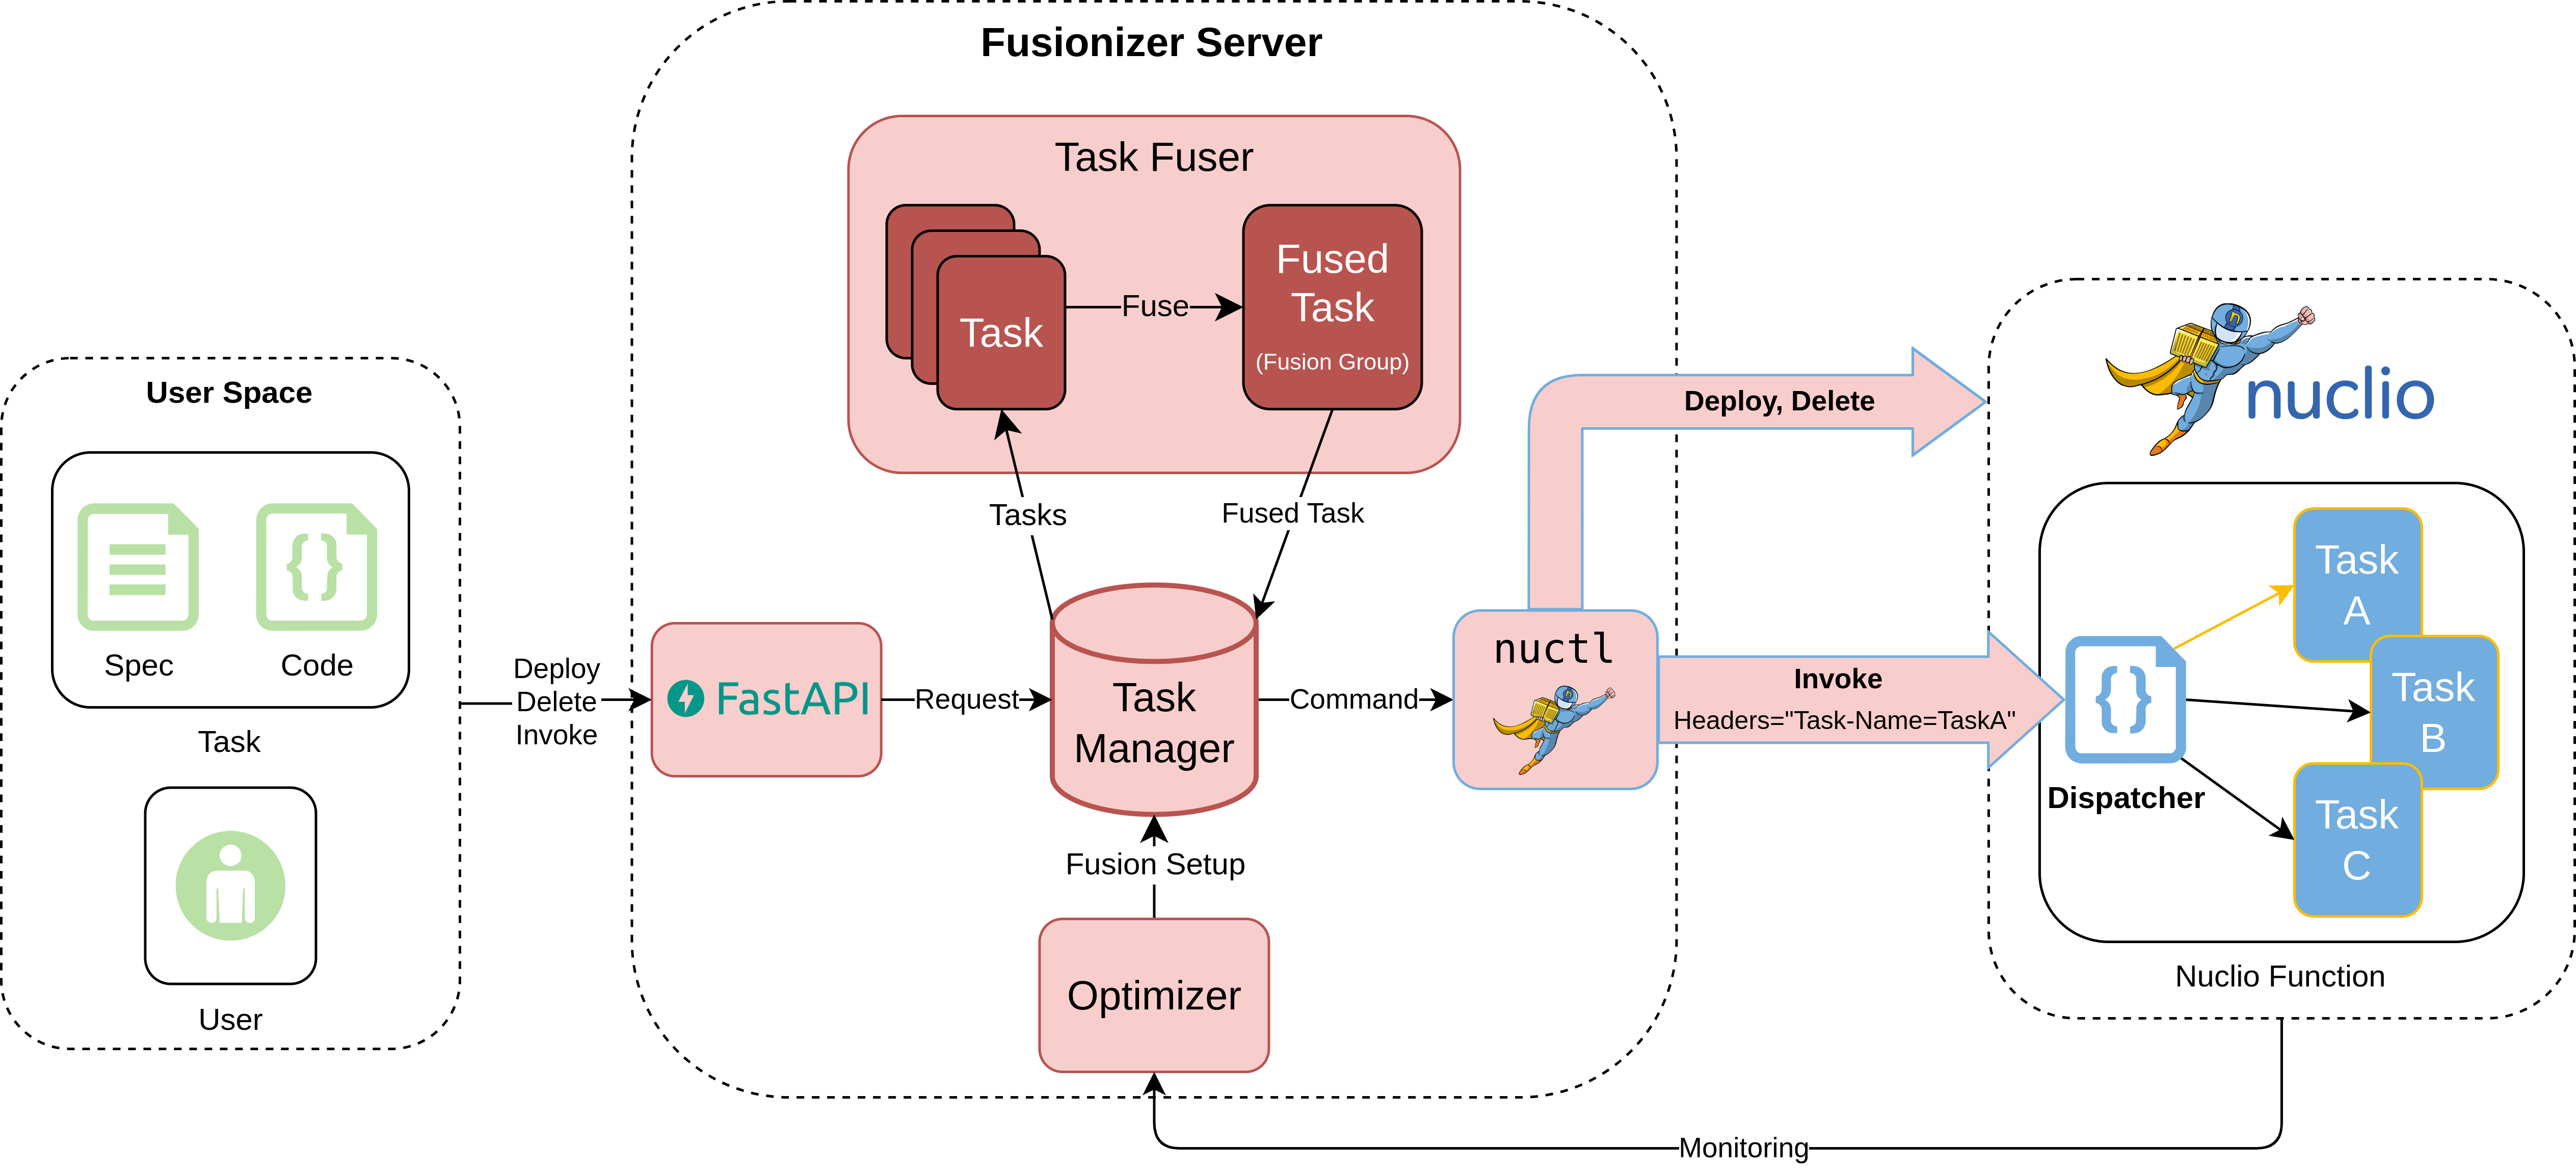 Fusionizer Server
Task Fuser
Task
Fuse
Fused
Task
(Fusion Group)
Tasks
Fused Task
User Space
Spec
Code
Task
User
Deploy
Delete
Invoke
FastAPI
Request
Task
Manager
Command
nuctl
Fusion Setup
Optimizer
Deploy, Delete
Invoke
Headers="Task-Name=TaskA"
n
nuclio
Dispatcher
Task
A
Task
B
Task
C
Nuclio Function
Monitoring